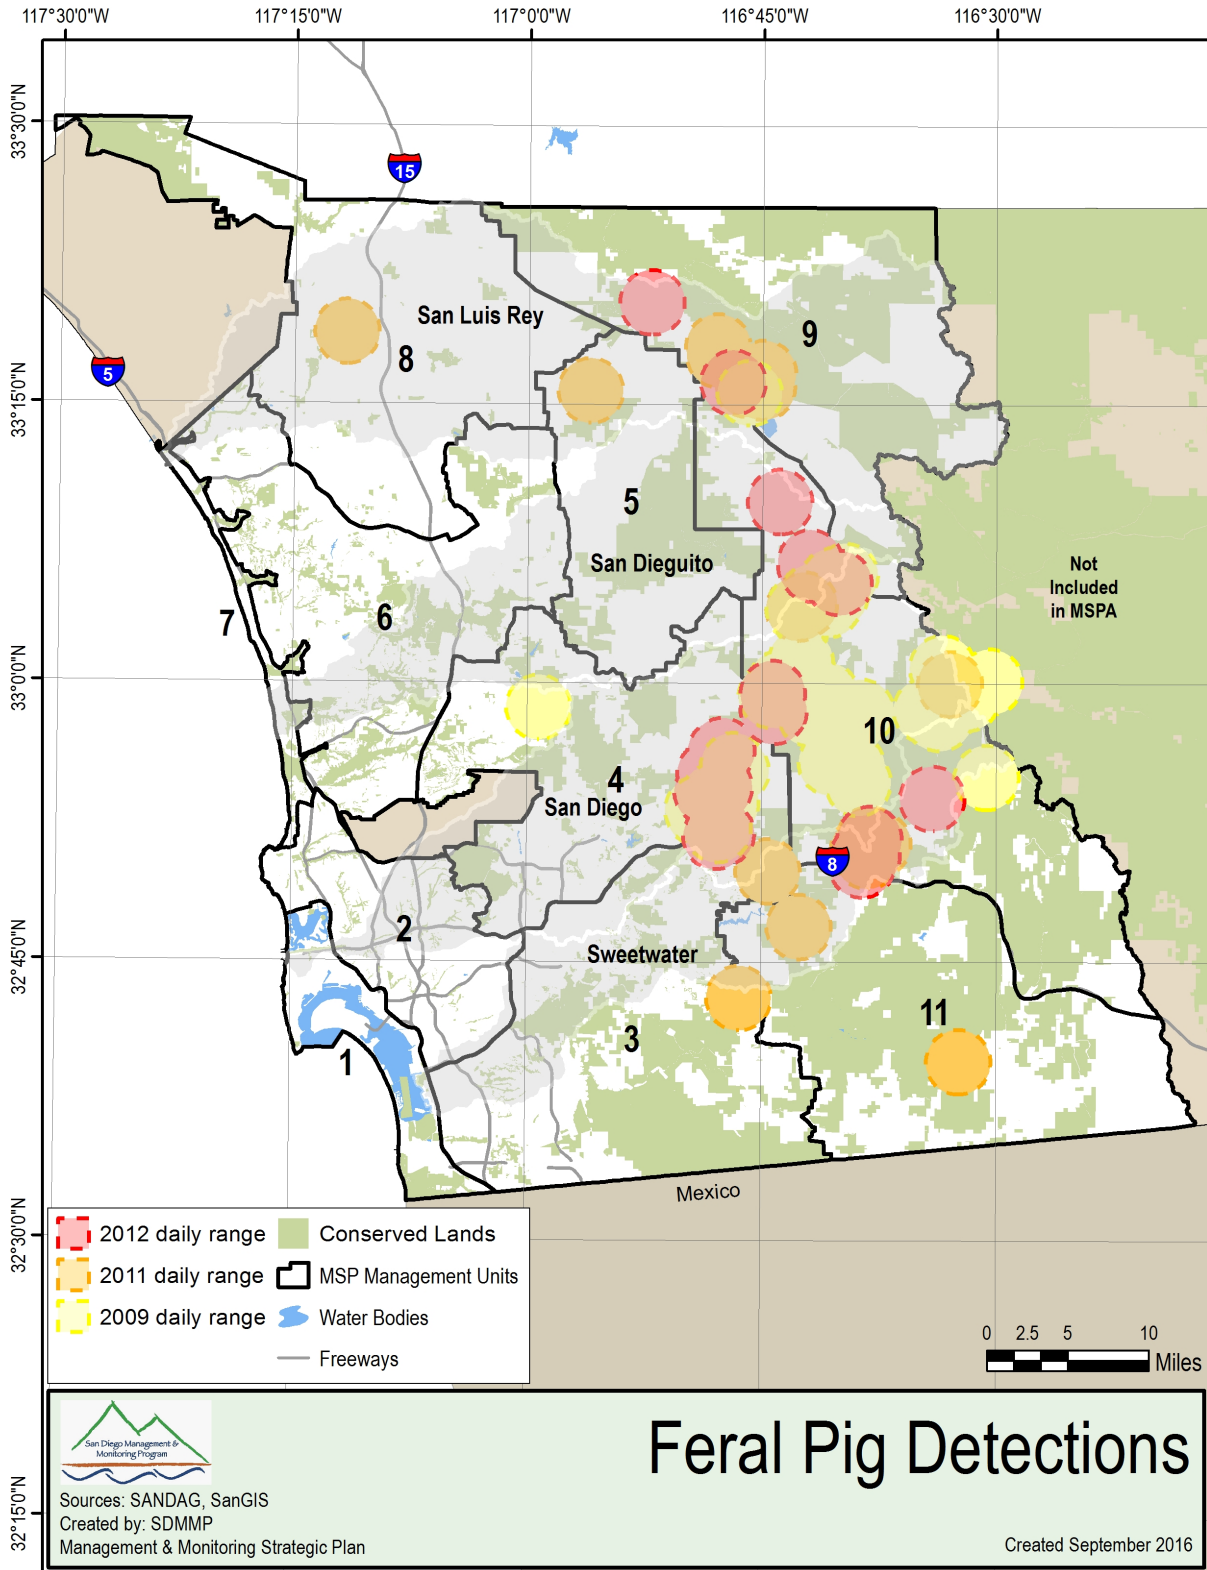 117°30'0"W
117°15'0"W
117°0'0"W
116°45'0"W
116°30'0"W
33°30'0"N
33°15'0"N
33°0'0"N
32°45'0"N
32°30'0"N
32°15'0"N
15
5
8
San Luis Rey
8
9
5
San Dieguito
Not
Included
in MSPA
7
6
10
4
San Diego
2
Sweetwater
11
3
1
Mexico
2012 daily range
2011 daily range
2009 daily range
Conserved Lands
MSP Management Units
Water Bodies
Freeways
0 2.5 5 10
Miles
San Diego Management &
Monitoring Program
Feral Pig Detections
Sources: SANDAG, SanGIS
Created by: SDMMP
Management & Monitoring Strategic Plan
Created September 2016